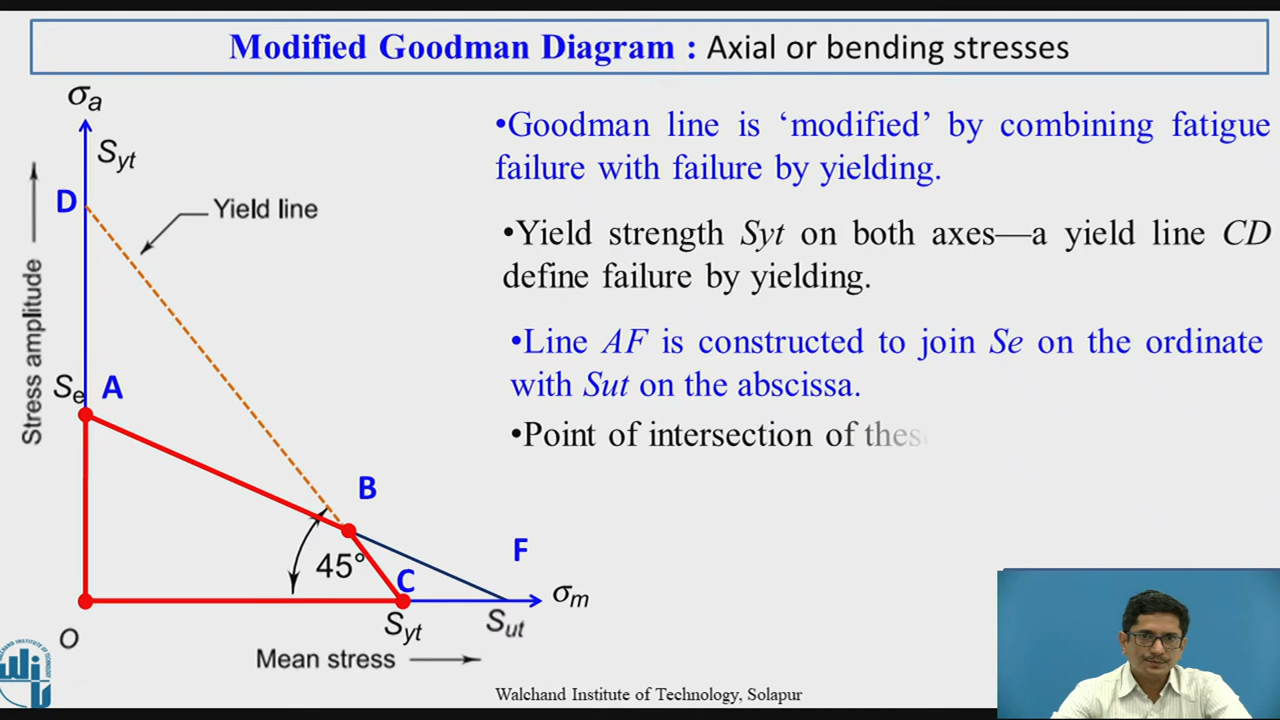 Modified Goodman Diagram : Axial or bending stresses
σa
Syt
D
Yield line
Stress amplitude
Se
A
B
45°
C
F
σm
O
Syt
Sut
Mean stress
•Goodman line is ‘modified’ by combining fatigue
failure with failure by yielding.
•Yield strength Syt on both axes—a yield line CD
define failure by yielding.
•Line AF is constructed to join Se on the ordinate
with Sut on the abscissa.
•Point of intersection of these
WIT
Walchand Institute of Technology, Solapur